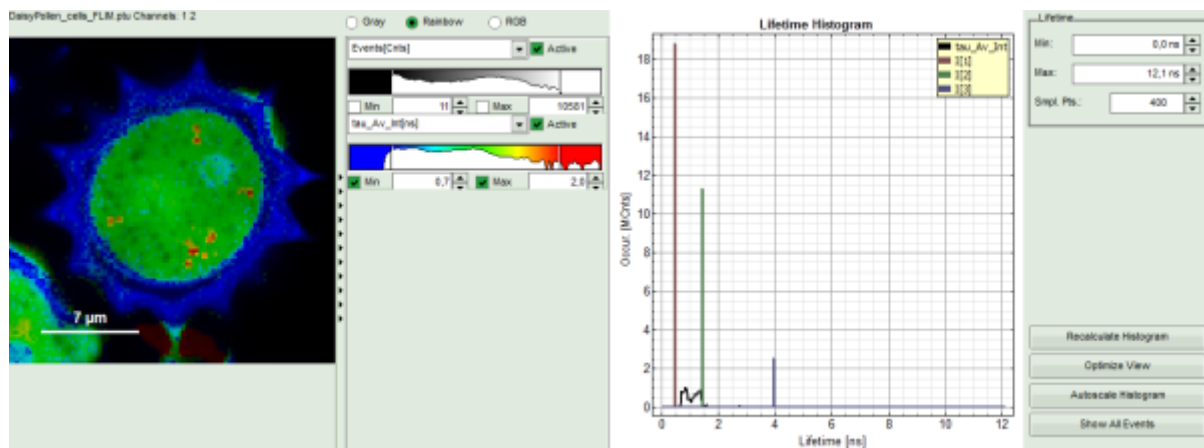 DaisyPollen_cells_FLIM.ptu Channels: 1 2
7 µm
Gray Rainbow RGB
Events[Cnts] Active
Min 11 Max 10581
tau_Av_Int[ns] Active
Min 0,7 Max 2,0
Lifetime Histogram
tau_Av_Int
I[1]
I[2]
I[3]
Occur. [MCnts]
18
16
14
12
10
8
6
4
2
0
0 2 4 6 8 10 12
Lifetime [ns]
Lifetime
Min: 0,0 ns
Max: 12,1 ns
Smpl. Pts.: 400
Recalculate Histogram
Optimize View
Autoscale Histogram
Show All Events